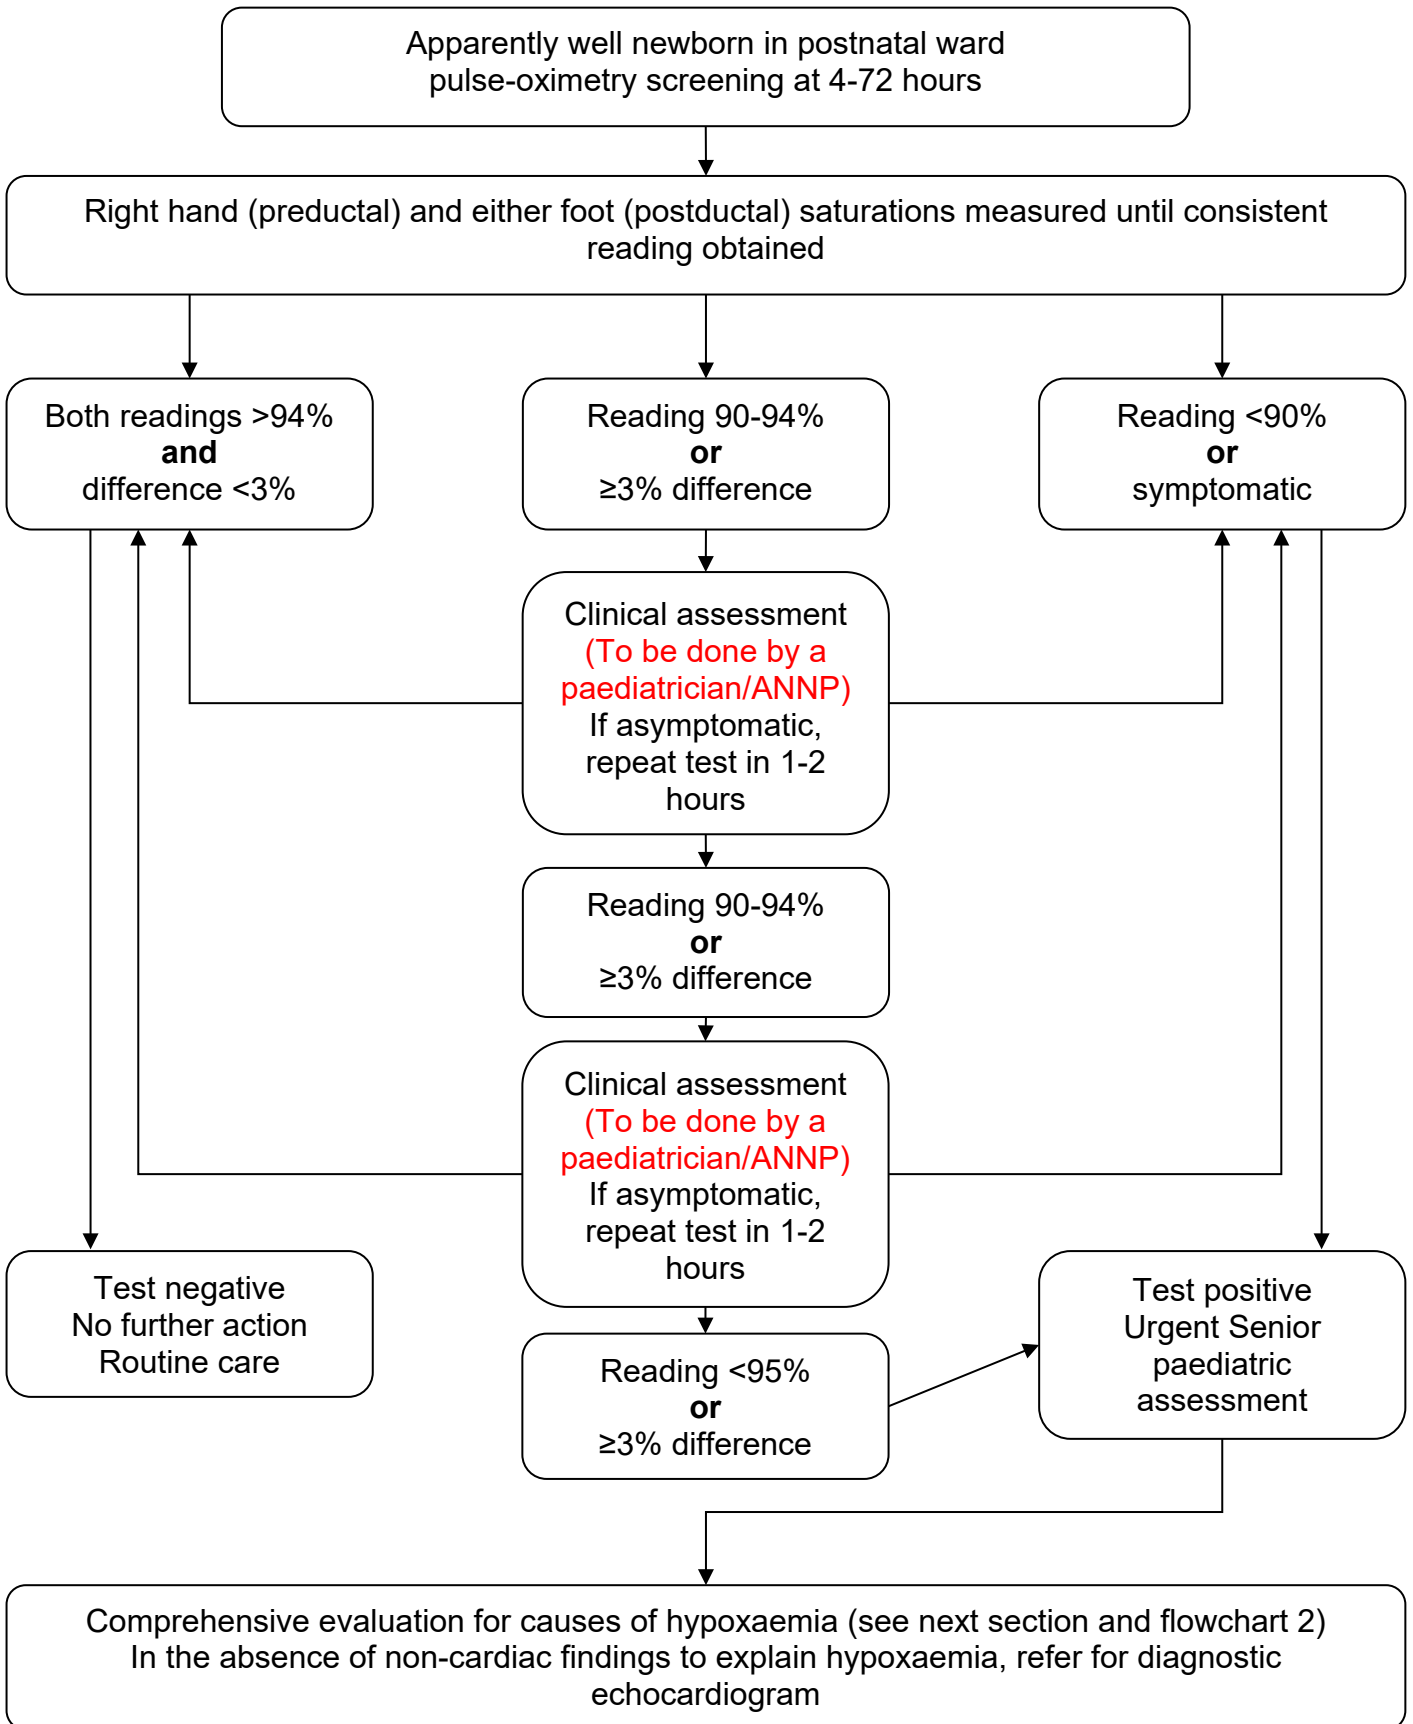 Apparently well newborn in postnatal ward
pulse-oximetry screening at 4-72 hours
Right hand (preductal) and either foot (postductal) saturations measured until consistent
reading obtained
Both readings >94%
and
difference <3%
Reading 90-94%
or
≥3% difference
Reading <90%
or
symptomatic
Clinical assessment
(To be done by a
paediatrician/ANNP)
If asymptomatic,
repeat test in 1-2
hours
Reading 90-94%
or
≥3% difference
Clinical assessment
(To be done by a
paediatrician/ANNP)
If asymptomatic,
repeat test in 1-2
hours
Test negative
No further action
Routine care
Reading <95%
or
≥3% difference
Test positive
Urgent Senior
paediatric
assessment
Comprehensive evaluation for causes of hypoxaemia (see next section and flowchart 2)
In the absence of non-cardiac findings to explain hypoxaemia, refer for diagnostic
echocardiogram